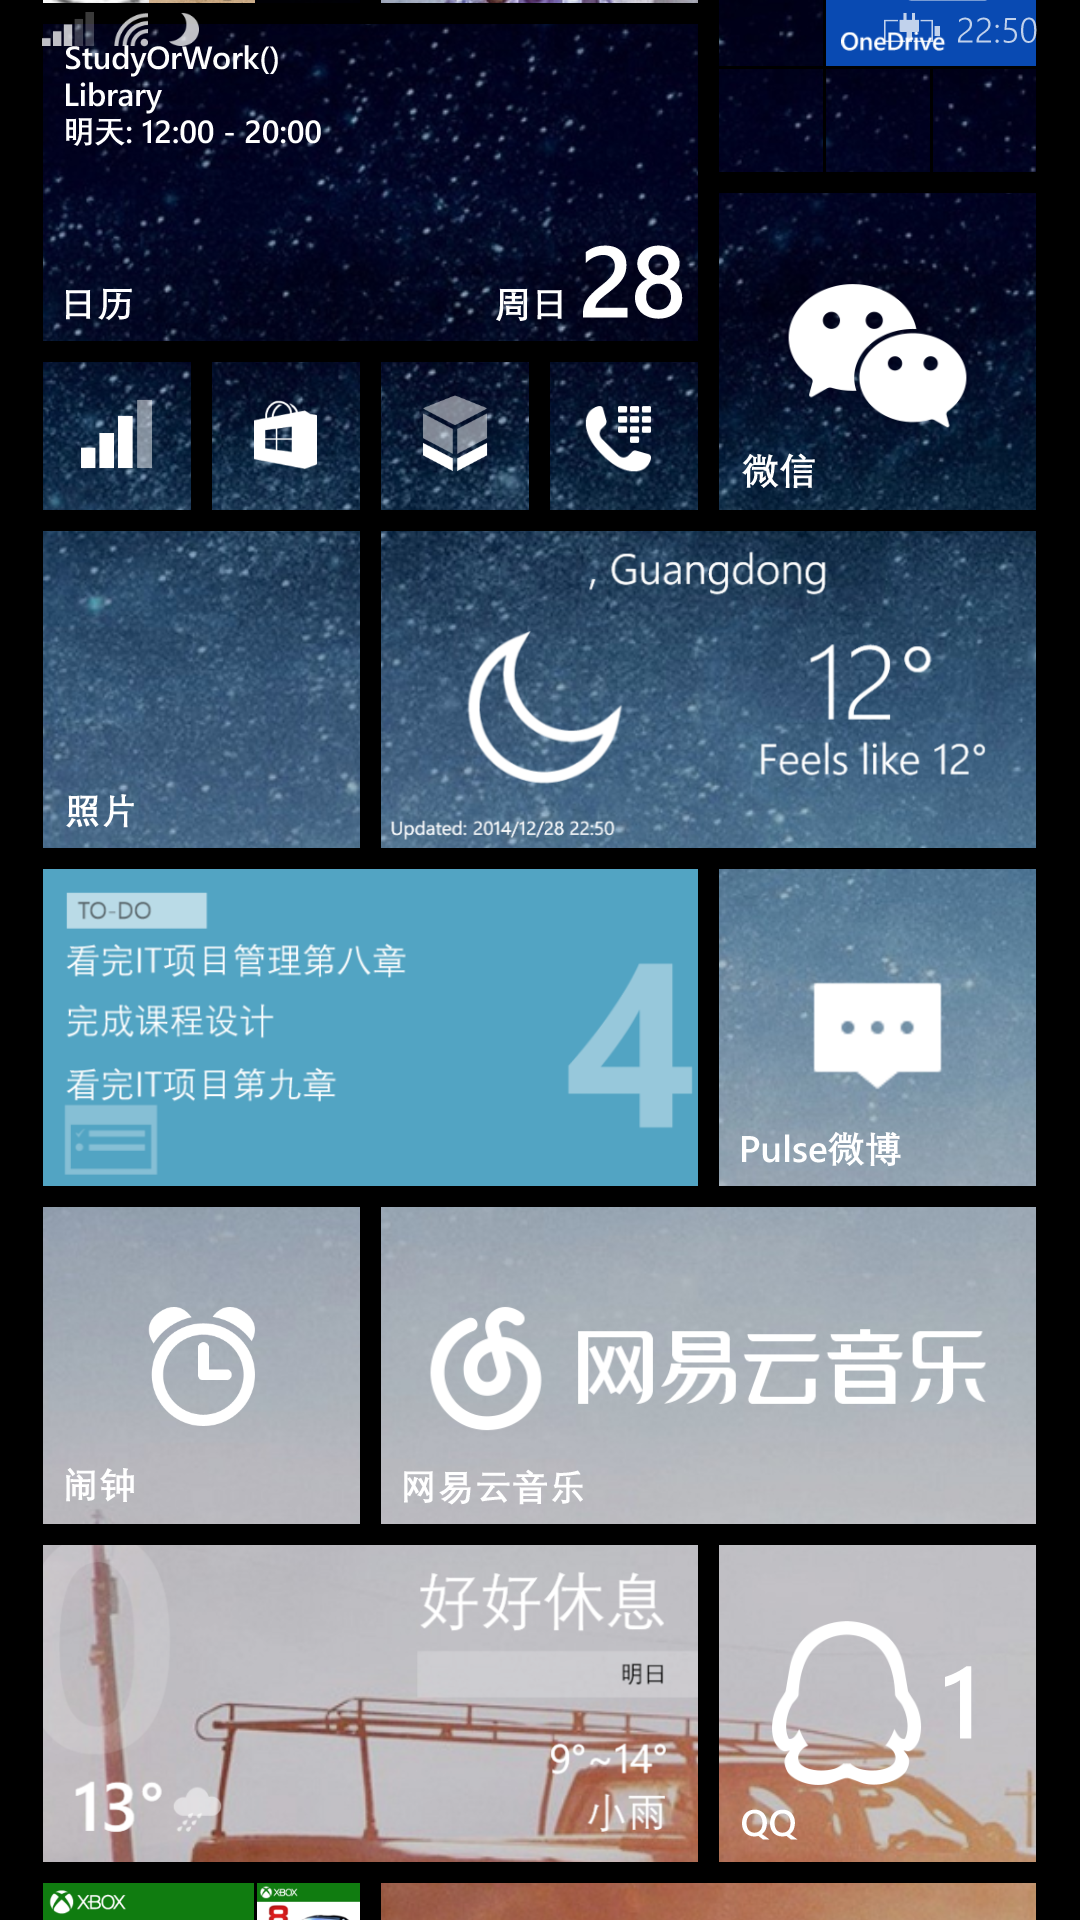 22:50
OneDrive
StudyOrWork()
Library
明天: 12:00 - 20:00
日历
周日 28
微信
, Guangdong
12°
Feels like 12°
Updated: 2014/12/28 22:50
照片
TO-DO
看完IT项目管理第八章
完成课程设计
看完IT项目第九章
4
Pulse微博
闹钟
网易云音乐
网易云音乐
0
好好休息
明日
9°~14°
小雨
13°
1
QQ
XBOX
XBOX
8